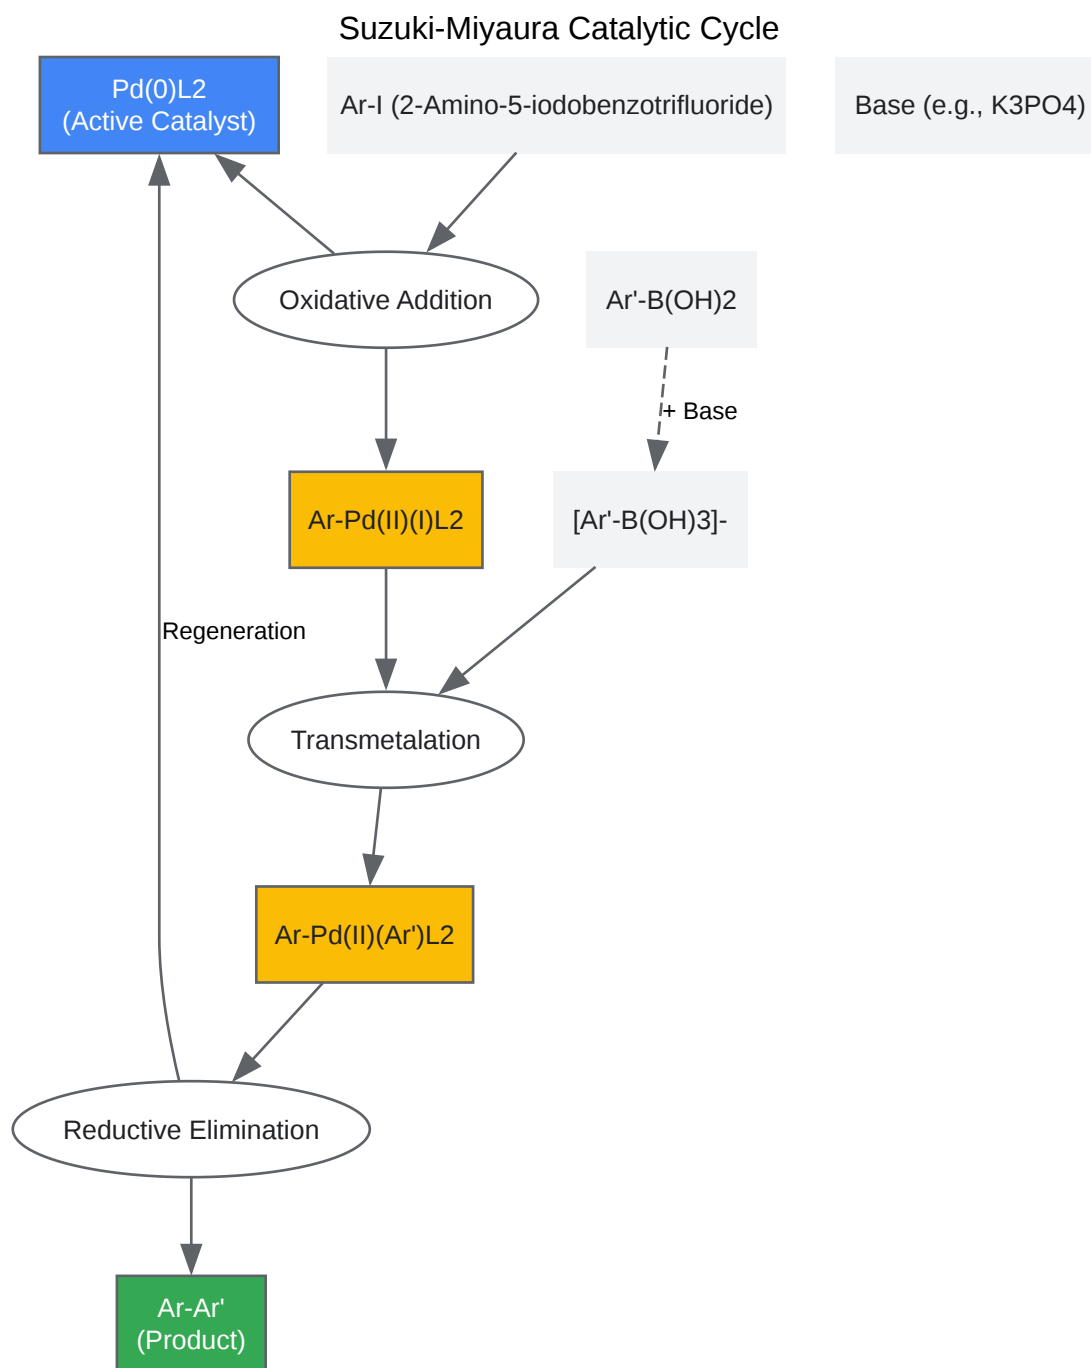 Suzuki-Miyaura Catalytic Cycle
Pd(0)L2
(Active Catalyst)
Ar-I (2-Amino-5-iodobenzotrifluoride)
Base (e.g., K3PO4)
Oxidative Addition
Ar'-B(OH)2
+ Base
Ar-Pd(II)(I)L2
[Ar'-B(OH)3]-
Regeneration
Transmetalation
Ar-Pd(II)(Ar')L2
Reductive Elimination
Ar-Ar'
(Product)